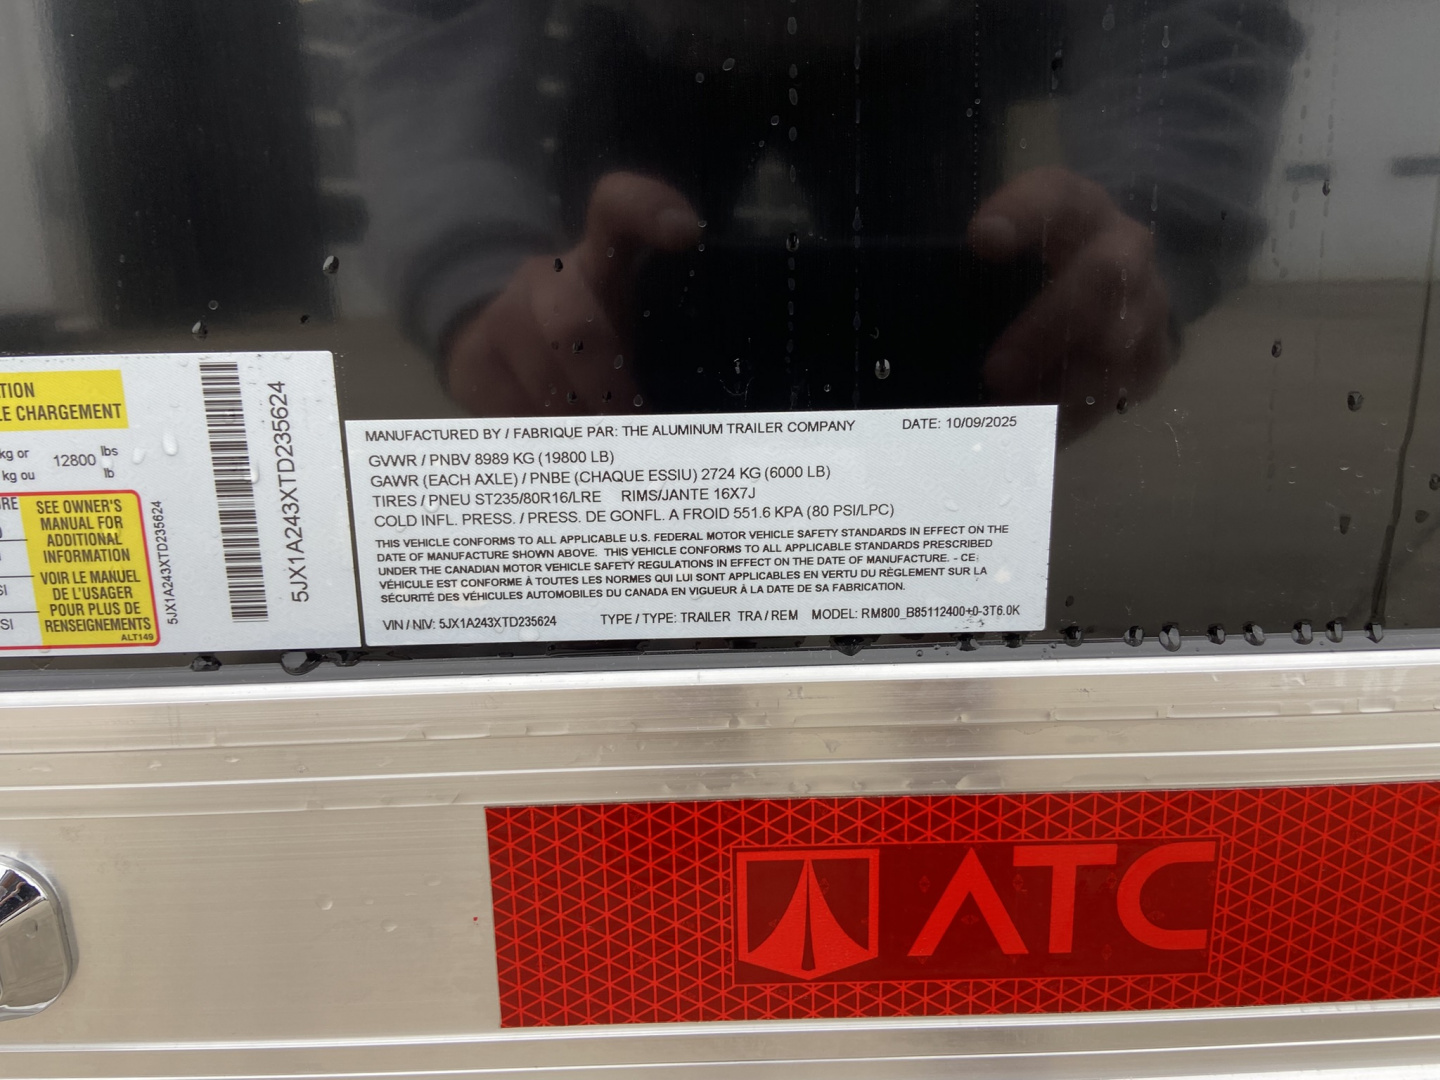 TION
LE CHARGEMENT
kg or
kg ou
12800 lbs
lb
SEE OWNER'S
MANUAL FOR
ADDITIONAL
INFORMATION
VOIR LE MANUEL
DE L'USAGER
POUR PLUS DE
RENSEIGNEMENTS
ALT149
5JX1A243XTD235624
5JX1A243XTD235624
MANUFACTURED BY / FABRIQUE PAR: THE ALUMINUM TRAILER COMPANY DATE: 10/09/2025
GVWR / PNBV 8989 KG (19800 LB)
GAWR (EACH AXLE) / PNBE (CHAQUE ESSIU) 2724 KG (6000 LB)
TIRES / PNEU ST235/80R16/LRE RIMS/JANTE 16X7J
COLD INFL. PRESS. / PRESS. DE GONFL. A FROID 551.6 KPA (80 PSI/LPC)
THIS VEHICLE CONFORMS TO ALL APPLICABLE U.S. FEDERAL MOTOR VEHICLE SAFETY STANDARDS IN EFFECT ON THE
DATE OF MANUFACTURE SHOWN ABOVE. THIS VEHICLE CONFORMS TO ALL APPLICABLE STANDARDS PRESCRIBED
UNDER THE CANADIAN MOTOR VEHICLE SAFETY REGULATIONS IN EFFECT ON THE DATE OF MANUFACTURE. - CE
VÉHICULE EST CONFORME À TOUTES LES NORMES QUI LUI SONT APPLICABLES EN VERTU DU RÈGLEMENT SUR LA
SÉCURITÉ DES VÉHICULES AUTOMOBILES DU CANADA EN VIGUEUR À LA DATE DE SA FABRICATION.
VIN / NIV: 5JX1A243XTD235624 TYPE / TYPE: TRAILER TRA / REM MODEL: RM800_B85112400+0-3T6.0K
ATC